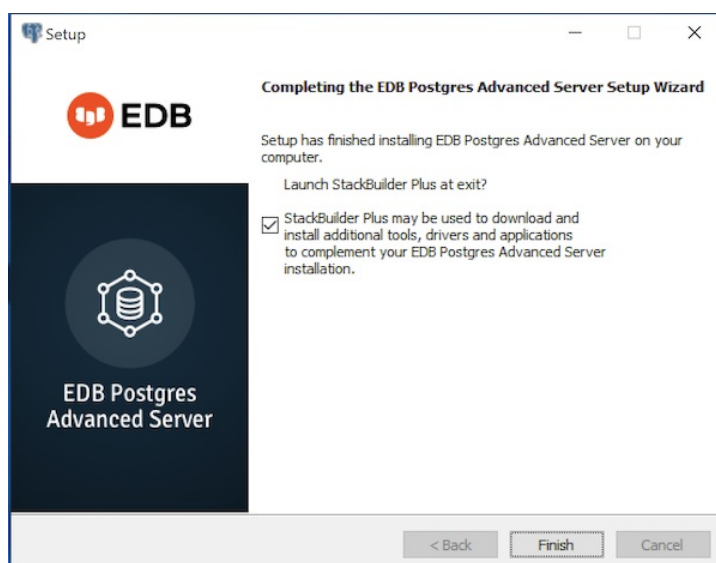 Setup
EDB
Completing the EDB Postgres Advanced Server Setup Wizard
Setup has finished installing EDB Postgres Advanced Server on your
computer.
Launch StackBuilder Plus at exit?
StackBuilder Plus may be used to download and
install additional tools, drivers and applications
to complement your EDB Postgres Advanced Server
installation.
EDB Postgres
Advanced Server
< Back
Finish
Cancel